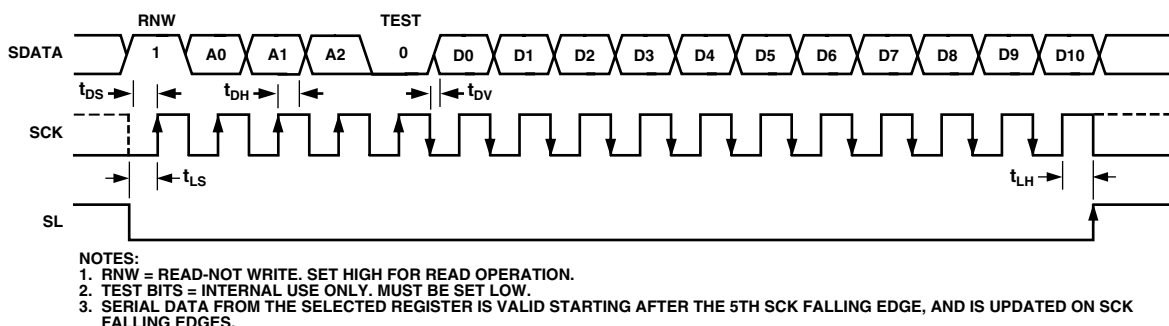 RNW TEST
SDATA 1 A0 A1 A2 0 D0 D1 D2 D3 D4 D5 D6 D7 D8 D9 D10
tDS tDH tDV
SCK
tLS tLH
SL
NOTES:
1. RNW = READ-NOT WRITE. SET HIGH FOR READ OPERATION.
2. TEST BITS = INTERNAL USE ONLY. MUST BE SET LOW.
3. SERIAL DATA FROM THE SELECTED REGISTER IS VALID STARTING AFTER THE 5TH SCK FALLING EDGE, AND IS UPDATED ON SCK
FALLING EDGES.